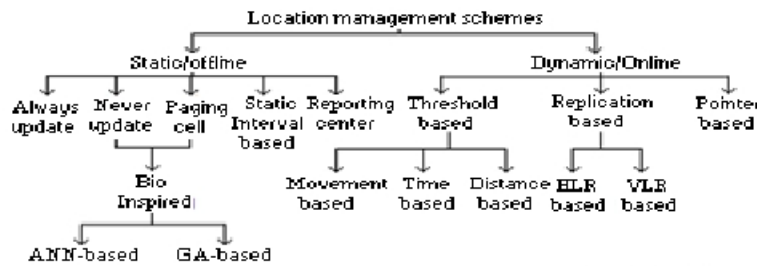 Location management schemes
Static/offline Dynamic/Online
Always update
Never update
Paging cell
Static Interval based
Reporting center
Threshold based
Replication based
Pointer based
Bio Inspired
Movement based
Time based
Distance based
HLR based
VLR based
ANN-based GA-based